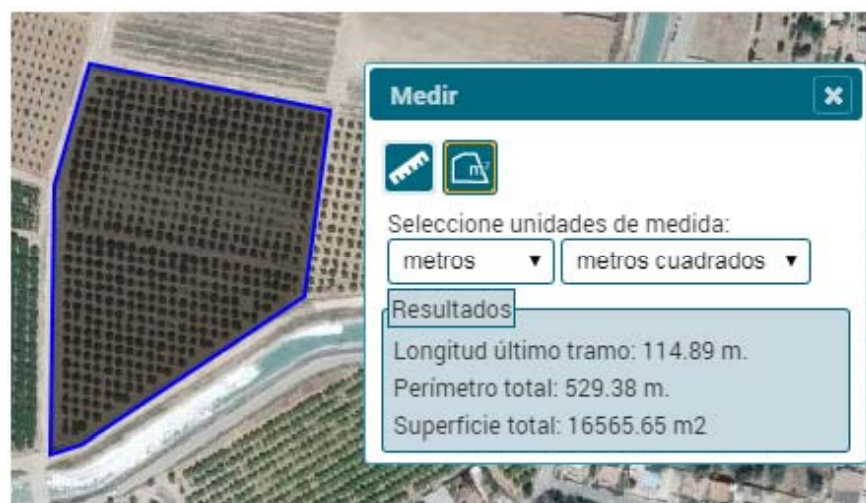 Medir
m²
Seleccione unidades de medida:
metros metros cuadrados
Resultados
Longitud último tramo: 114.89 m.
Perímetro total: 529.38 m.
Superficie total: 16565.65 m2